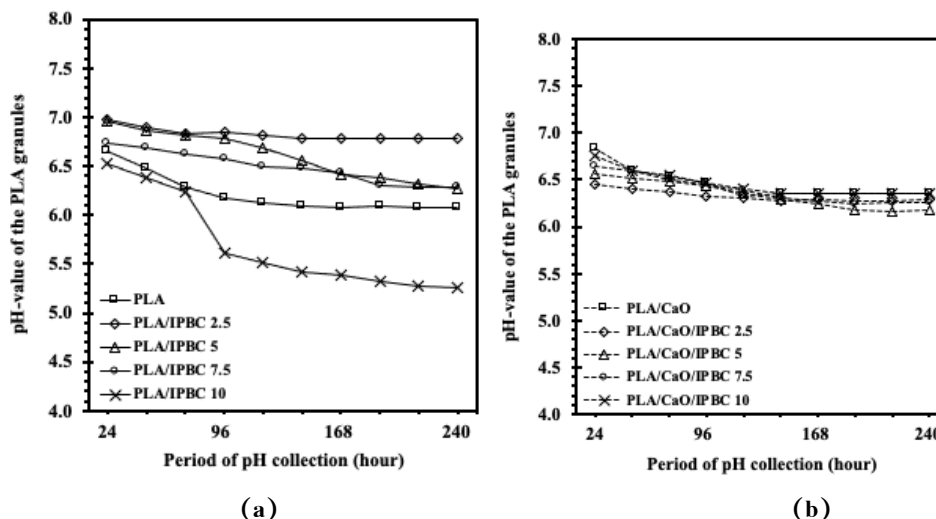 8.0
7.5
7.0
6.5
6.0
5.5
5.0
4.5
4.0
pH-value of the PLA granules
PLA
PLA/IPBC 2.5
PLA/IPBC 5
PLA/IPBC 7.5
PLA/IPBC 10
24 96 168 240
Period of pH collection (hour)
(a)
8.0
7.5
7.0
6.5
6.0
5.5
5.0
4.5
4.0
pH-value of the PLA granules
PLA/CaO
PLA/CaO/IPBC 2.5
PLA/CaO/IPBC 5
PLA/CaO/IPBC 7.5
PLA/CaO/IPBC 10
24 96 168 240
Period of pH collection (hour)
(b)